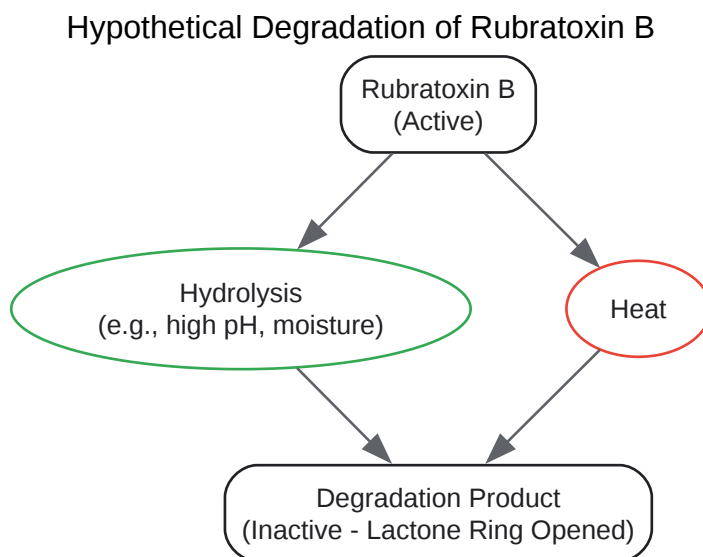 Hypothetical Degradation of Rubratoxin B
Rubratoxin B
(Active)
Hydrolysis
(e.g., high pH, moisture)
Heat
Degradation Product
(Inactive - Lactone Ring Opened)